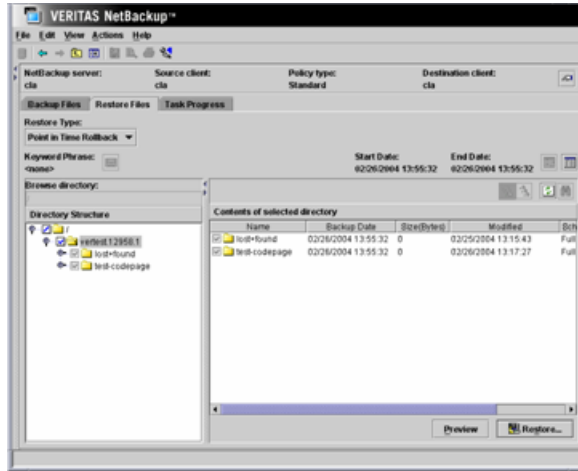 VERITAS NetBackup™
File Edit View Actions Help
NetBackup server: Source client: Policy type: Destination client:
cla cla Standard cla
Backup Files Restore Files Task Progress
Restore Type:
Point in Time Rollback
Keyword Phrase: Start Date: End Date:
<none> 02/26/2004 13:55:32 02/26/2004 13:55:32
Browse directory:
/
Directory Structure Contents of selected directory
Name Backup Date Size(Bytes) Modified Sch
/
vertest.12958.1
lost+found
test-codepage
lost+found 02/26/2004 13:55:32 0 02/25/2004 13:15:43 Full
test-codepage 02/26/2004 13:55:32 0 02/26/2004 13:17:27 Full
Preview Restore...